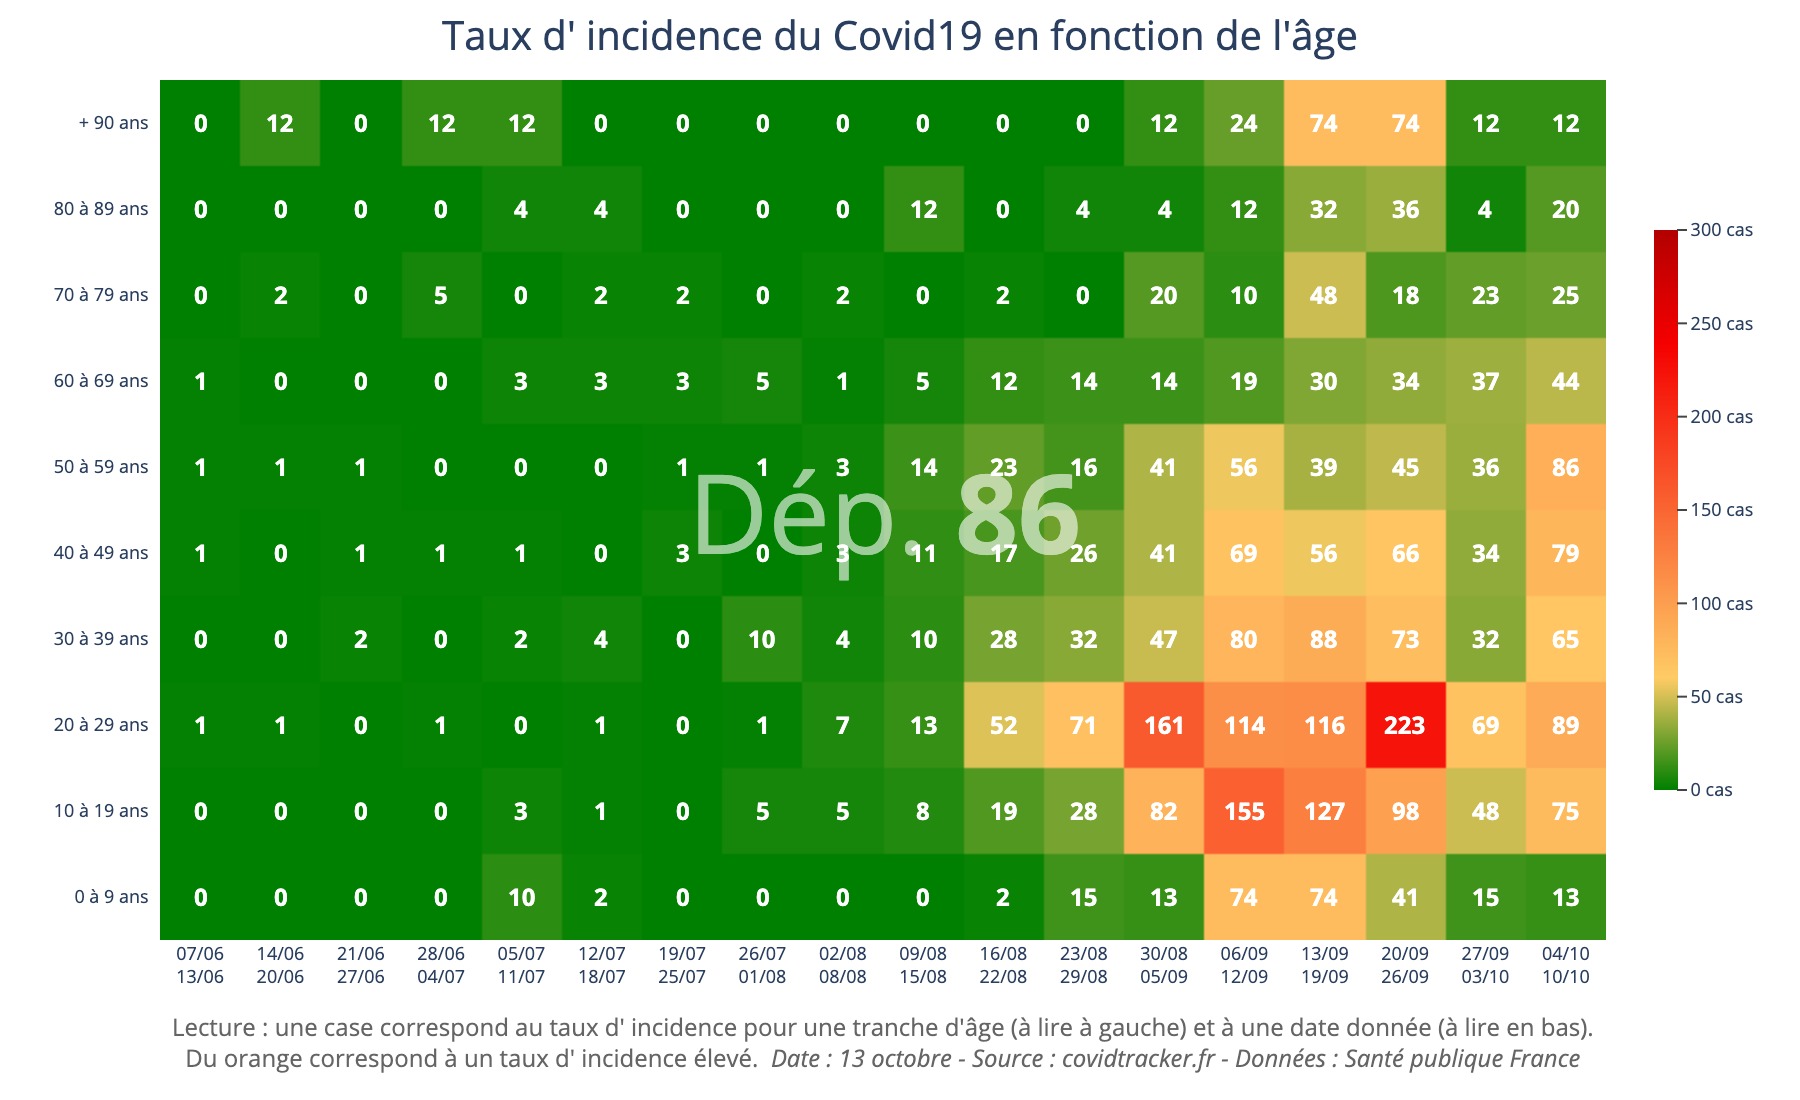 Taux d' incidence du Covid19 en fonction de l'âge
+ 90 ans 0 12 0 12 12 0 0 0 0 0 0 0 12 24 74 74 12 12
80 à 89 ans 0 0 0 0 4 4 0 0 0 12 0 4 4 12 32 36 4 20
70 à 79 ans 0 2 0 5 0 2 2 0 2 0 2 0 20 10 48 18 23 25
60 à 69 ans 1 0 0 0 3 3 3 5 1 5 12 14 14 19 30 34 37 44
50 à 59 ans 1 1 1 0 0 0 1 1 3 14 23 16 41 56 39 45 36 86
Dép. 86
40 à 49 ans 1 0 1 1 1 0 3 0 3 11 17 26 41 69 56 66 34 79
30 à 39 ans 0 0 2 0 2 4 0 10 4 10 28 32 47 80 88 73 32 65
20 à 29 ans 1 1 0 1 0 1 0 1 7 13 52 71 161 114 116 223 69 89
10 à 19 ans 0 0 0 0 3 1 0 5 5 8 19 28 82 155 127 98 48 75
0 à 9 ans 0 0 0 0 10 2 0 0 0 0 2 15 13 74 74 41 15 13
07/06 14/06 21/06 28/06 05/07 12/07 19/07 26/07 02/08 09/08 16/08 23/08 30/08 06/09 13/09 20/09 27/09 04/10
13/06 20/06 27/06 04/07 11/07 18/07 25/07 01/08 08/08 15/08 22/08 29/08 05/09 12/09 19/09 26/09 03/10 10/10
300 cas
250 cas
200 cas
150 cas
100 cas
50 cas
0 cas
Lecture : une case correspond au taux d' incidence pour une tranche d'âge (à lire à gauche) et à une date donnée (à lire en bas).
Du orange correspond à un taux d' incidence élevé. Date : 13 octobre - Source : covidtracker.fr - Données : Santé publique France